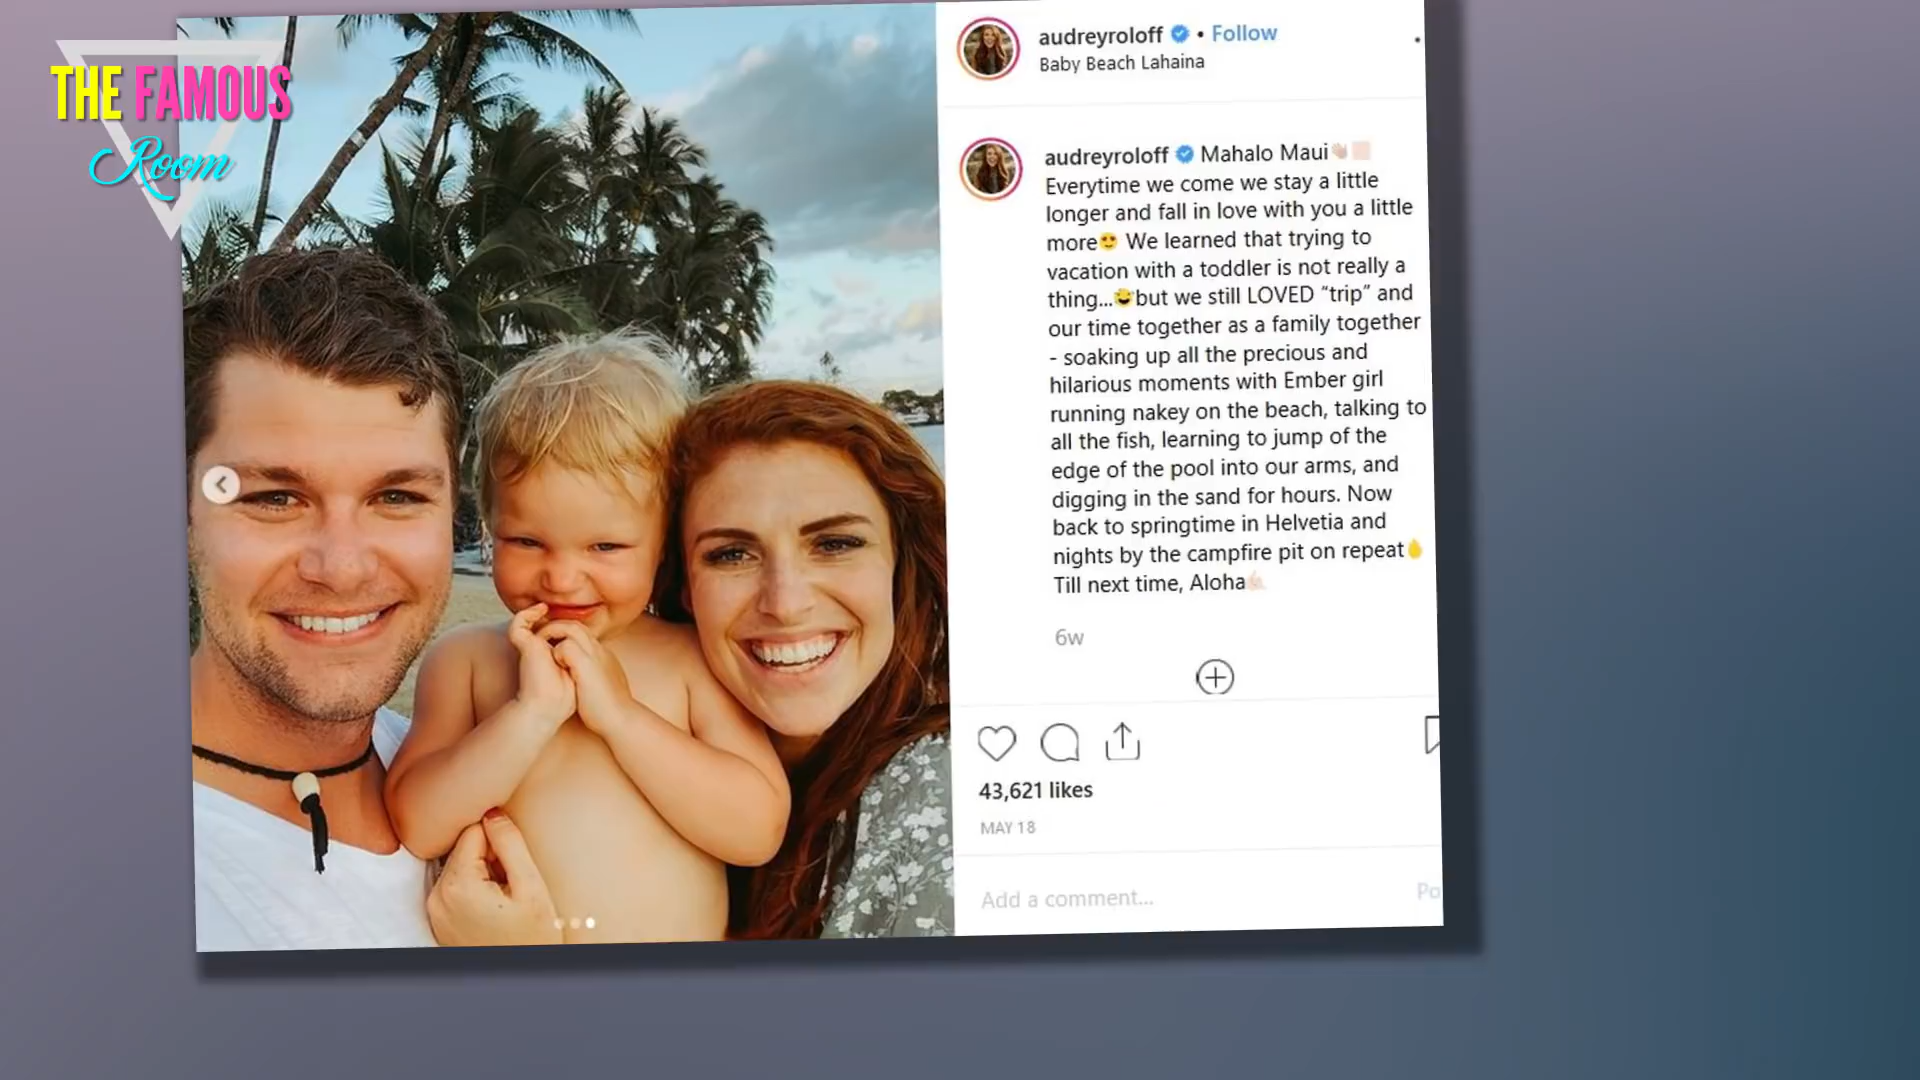 THE FAMOUS
Room
audreyroloff • Follow
Baby Beach Lahaina
audreyroloff Mahalo Maui👋🏻
Everytime we come we stay a little
longer and fall in love with you a little
more😍 We learned that trying to
vacation with a toddler is not really a
thing...😅but we still LOVED “trip” and
our time together as a family together
- soaking up all the precious and
hilarious moments with Ember girl
running nakey on the beach, talking to
all the fish, learning to jump of the
edge of the pool into our arms, and
digging in the sand for hours. Now
back to springtime in Helvetia and
nights by the campfire pit on repeat🔥
Till next time, Aloha🤙🏻
6w
43,621 likes
MAY 18
Add a comment...
Po